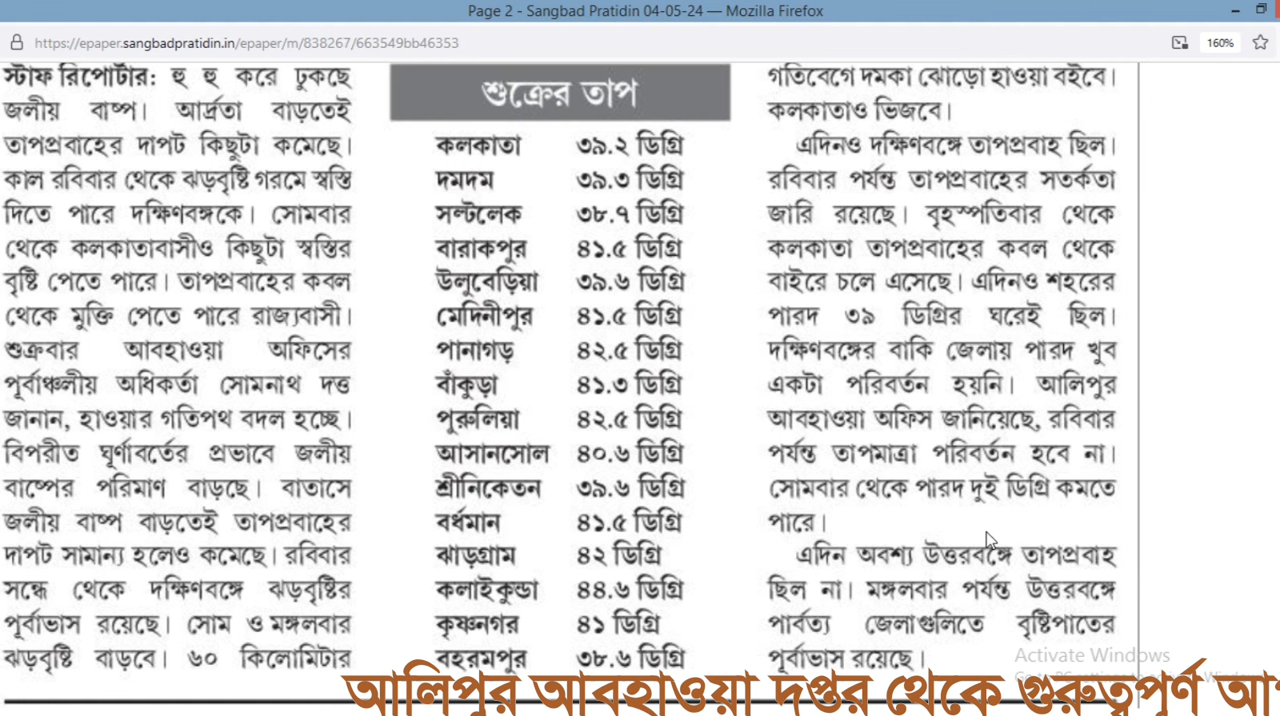 Page 2 - Sangbad Pratidin 04-05-24 — Mozilla Firefox
https://epaper.sangbadpratidin.in/epaper/m/838267/663549bb46353
160%
স্টাফ রিপোর্টার: হু হু করে ঢুকছে
জলীয় বাষ্প। আর্দ্রতা বাড়তেই
তাপপ্রবাহের দাপট কিছুটা কমেছে।
কাল রবিবার থেকে ঝড়বৃষ্টি গরমে স্বস্তি
দিতে পারে দক্ষিণবঙ্গকে। সোমবার
থেকে কলকাতাবাসীও কিছুটা স্বস্তির
বৃষ্টি পেতে পারে। তাপপ্রবাহের কবল
থেকে মুক্তি পেতে পারে রাজ্যবাসী।
শুক্রবার আবহাওয়া অফিসের
পূর্বাঞ্চলীয় অধিকর্তা সোমনাথ দত্ত
জানান, হাওয়ার গতিপথ বদল হচ্ছে।
বিপরীত ঘূর্ণাবর্তের প্রভাবে জলীয়
বাষ্পের পরিমাণ বাড়ছে। বাতাসে
জলীয় বাষ্প বাড়তেই তাপপ্রবাহের
দাপট সামান্য হলেও কমেছে। রবিবার
সন্ধে থেকে দক্ষিণবঙ্গে ঝড়বৃষ্টির
পূর্বাভাস রয়েছে। সোম ও মঙ্গলবার
ঝড়বৃষ্টি বাড়বে। ৬০ কিলোমিটার
শুক্রের তাপ
কলকাতা ৩৯.২ ডিগ্রি
দমদম ৩৯.৩ ডিগ্রি
সল্টলেক ৩৮.৭ ডিগ্রি
বারাকপুর ৪১.৫ ডিগ্রি
উলুবেড়িয়া ৩৯.৬ ডিগ্রি
মেদিনীপুর ৪১.৫ ডিগ্রি
পানাগড় ৪২.৫ ডিগ্রি
বাঁকুড়া ৪১.৩ ডিগ্রি
পুরুলিয়া ৪২.৫ ডিগ্রি
আসানসোল ৪০.৬ ডিগ্রি
শ্রীনিকেতন ৩৯.৬ ডিগ্রি
বর্ধমান ৪১.৫ ডিগ্রি
ঝাড়গ্রাম ৪২ ডিগ্রি
কলাইকুন্ডা ৪৪.৬ ডিগ্রি
কৃষ্ণনগর ৪১ ডিগ্রি
বহরমপুর ৩৮.৬ ডিগ্রি
গতিবেগে দমকা ঝোড়ো হাওয়া বইবে।
কলকাতাও ভিজবে।
এদিনও দক্ষিণবঙ্গে তাপপ্রবাহ ছিল।
রবিবার পর্যন্ত তাপপ্রবাহের সতর্কতা
জারি রয়েছে। বৃহস্পতিবার থেকে
কলকাতা তাপপ্রবাহের কবল থেকে
বাইরে চলে এসেছে। এদিনও শহরের
পারদ ৩৯ ডিগ্রির ঘরেই ছিল।
দক্ষিণবঙ্গের বাকি জেলায় পারদ খুব
একটা পরিবর্তন হয়নি। আলিপুর
আবহাওয়া অফিস জানিয়েছে, রবিবার
পর্যন্ত তাপমাত্রা পরিবর্তন হবে না।
সোমবার থেকে পারদ দুই ডিগ্রি কমতে
পারে।
এদিন অবশ্য উত্তরবঙ্গে তাপপ্রবাহ
ছিল না। মঙ্গলবার পর্যন্ত উত্তরবঙ্গে
পার্বত্য জেলাগুলিতে বৃষ্টিপাতের
পূর্বাভাস রয়েছে।
Activate Windows
আলিপুর আবহাওয়া দপ্তর থেকে গুরুত্বপূর্ণ